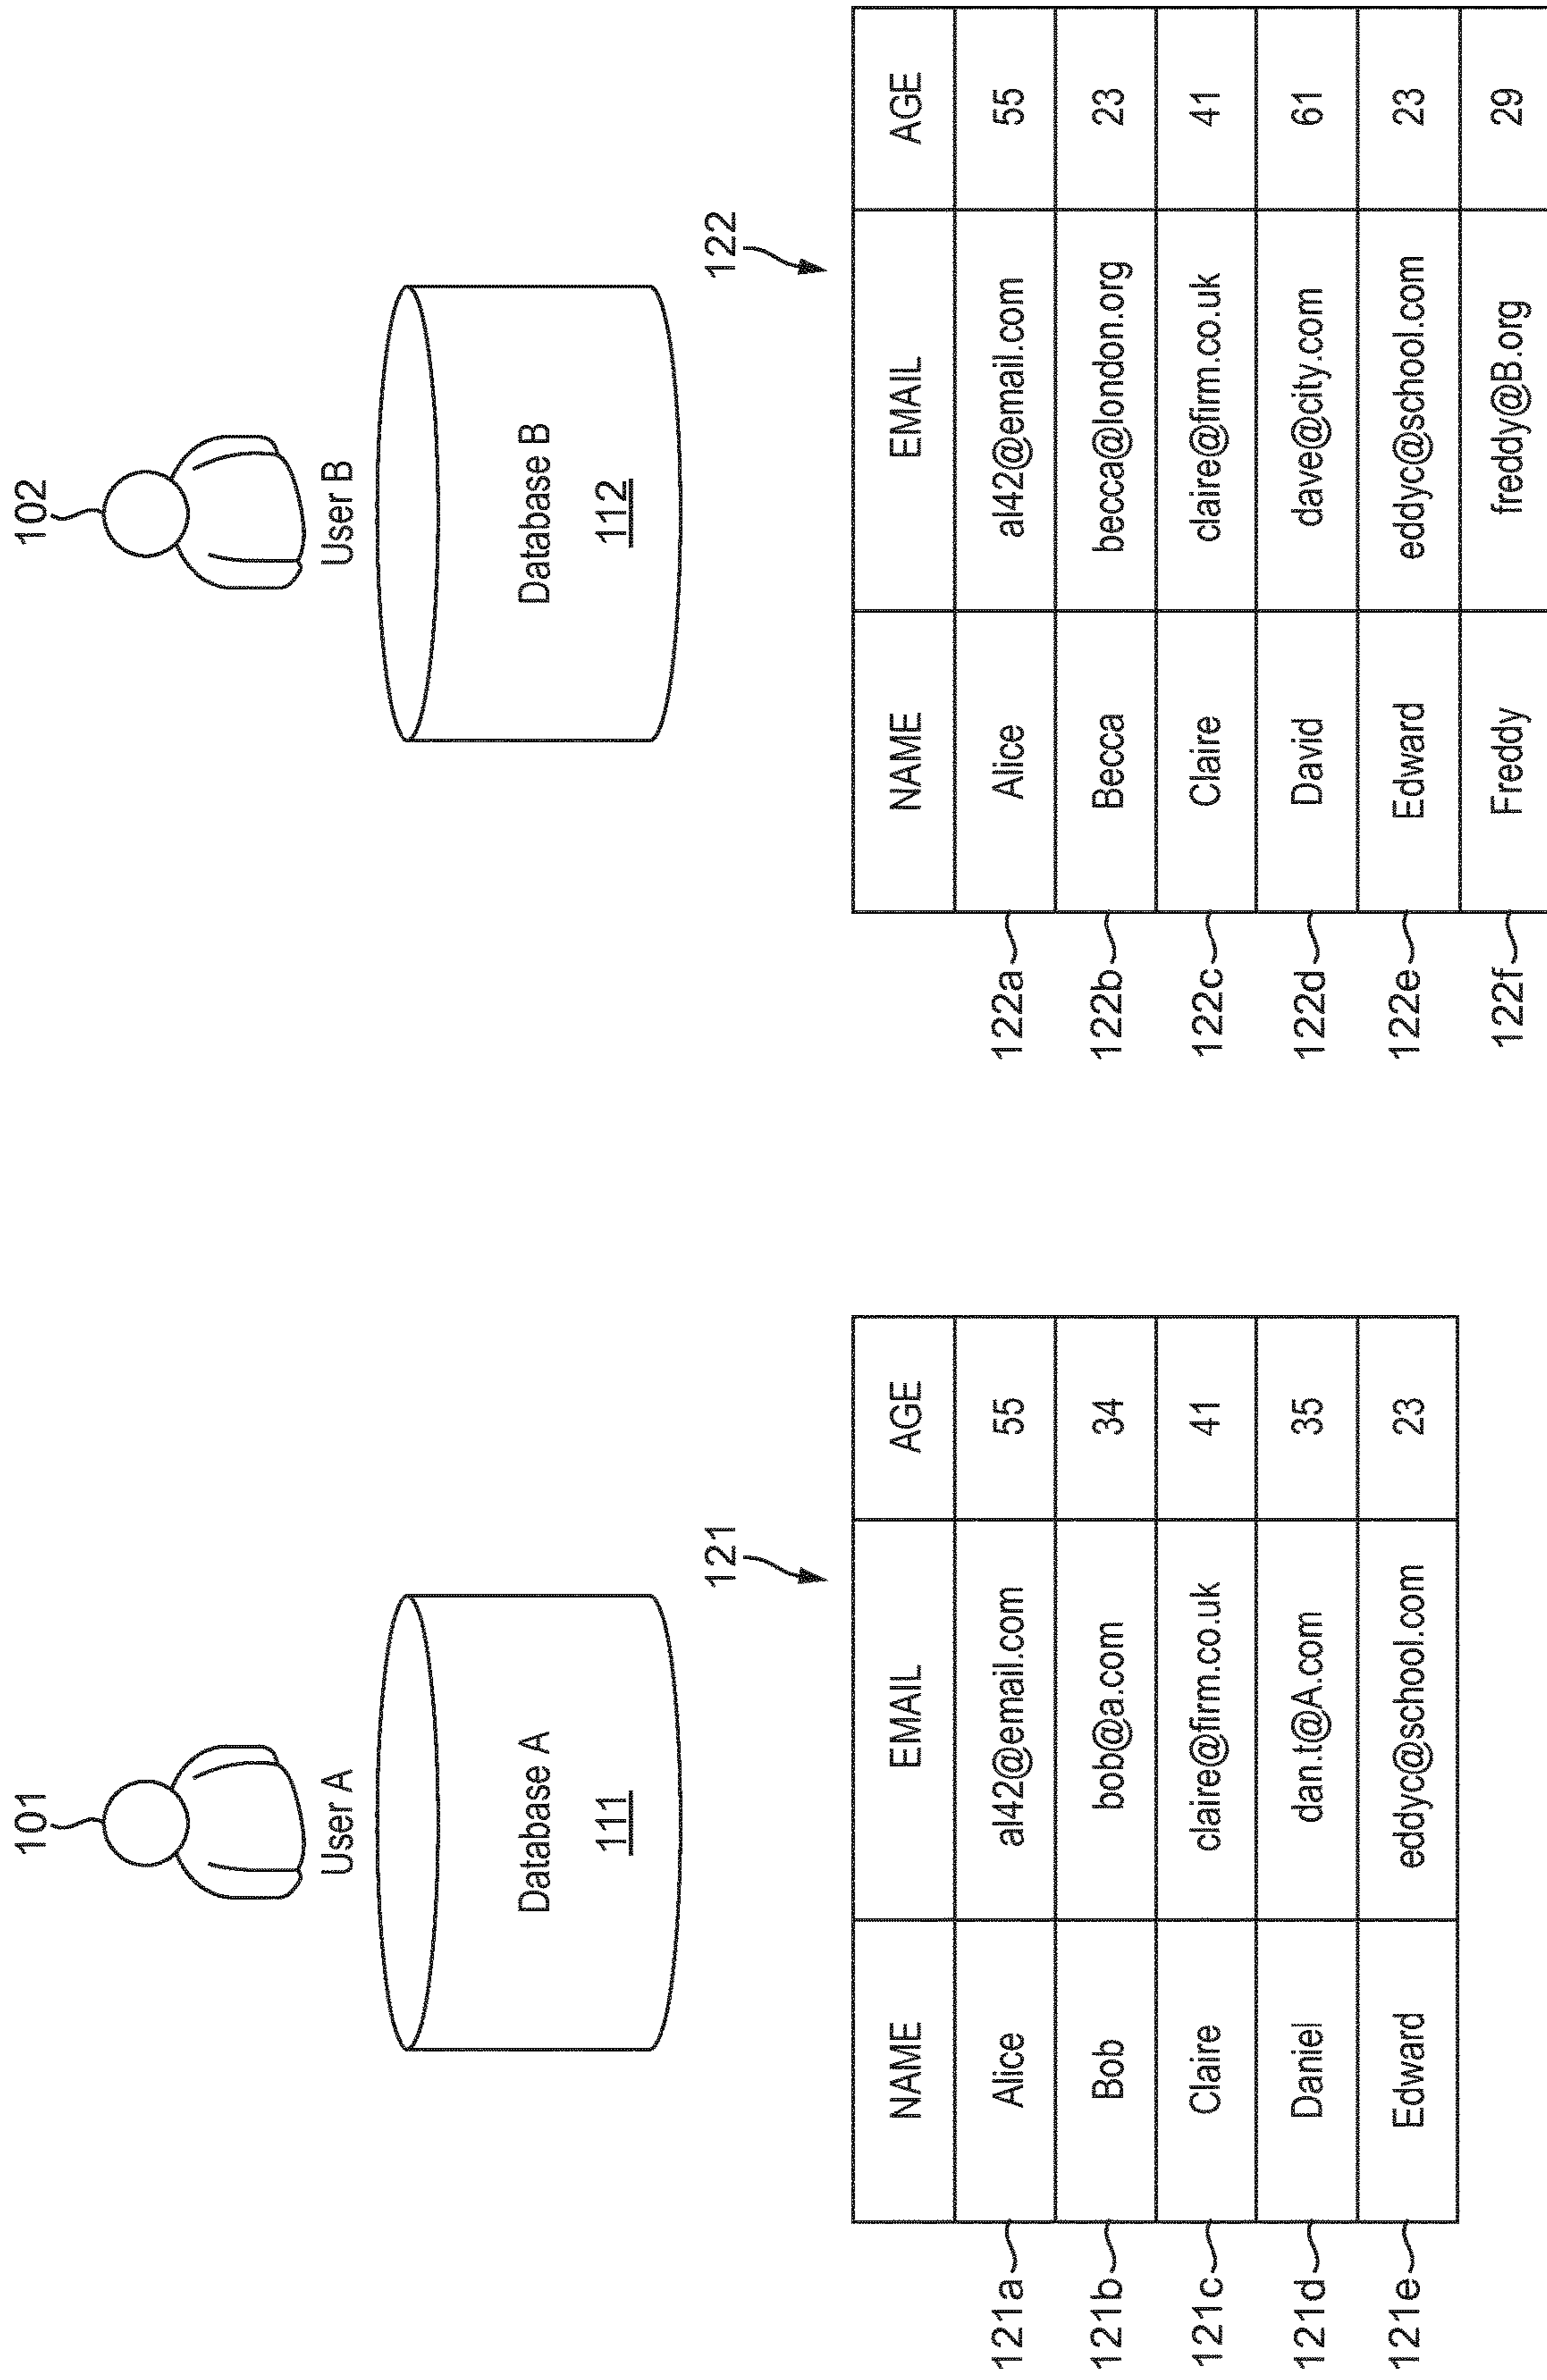 101
User A
Database A
111
121
NAME EMAIL AGE
121a Alice al42@email.com 55
121b Bob bob@a.com 34
121c Claire claire@firm.co.uk 41
121d Daniel dan.t@A.com 35
121e Edward eddyc@school.com 23
102
User B
Database B
112
122
NAME EMAIL AGE
122a Alice al42@email.com 55
122b Becca becca@london.org 23
122c Claire claire@firm.co.uk 41
122d David dave@city.com 61
122e Edward eddyc@school.com 23
122f Freddy freddy@B.org 29